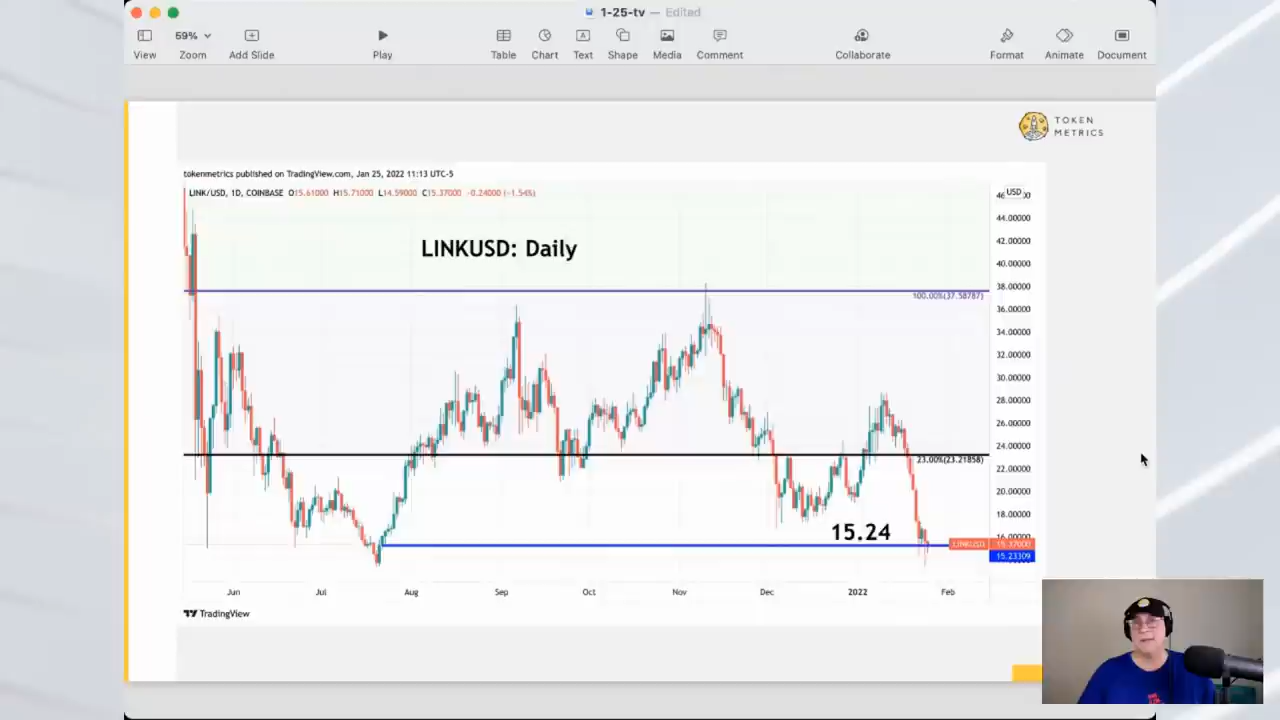 1-25-tv — Edited
59%
View Zoom Add Slide Play Table Chart Text Shape Media Comment Collaborate Format Animate Document
TOKEN
METRICS
tokenmetrics published on TradingView.com, Jan 25, 2022 11:13 UTC-5
LINK/USD, 1D, COINBASE O15.61000 H15.71000 L14.59000 C15.37000 -0.24000 (-1.54%)
USD
44.00000
LINKUSD: Daily
42.00000
40.00000
38.00000
100.00%(37.58787)
36.00000
34.00000
32.00000
30.00000
28.00000
26.00000
24.00000
23.00%(23.21858)
22.00000
20.00000
18.00000
15.24
16.00000
LINKUSD 15.37000
15.23309
Jun Jul Aug Sep Oct Nov Dec 2022 Feb
TradingView